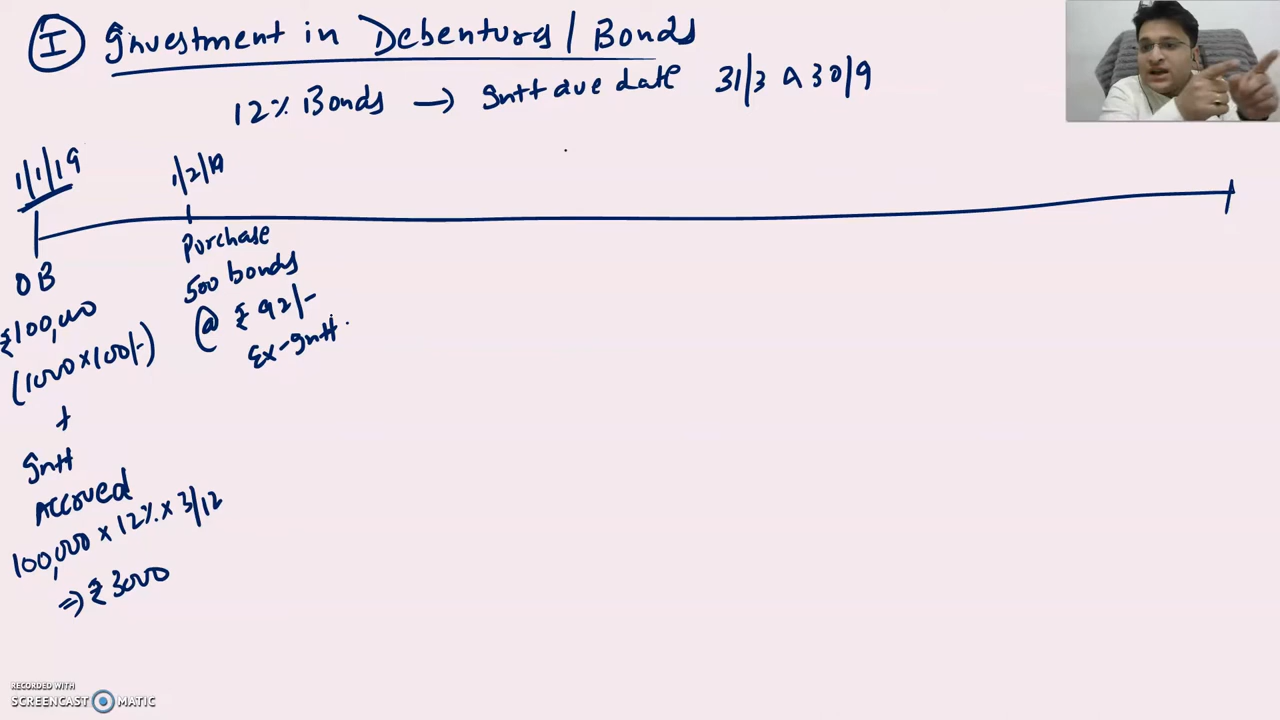 I Investment in Debentures / Bonds
12% Bonds → Intt due date 31/3 & 30/9
1/1/19
1/2/19
OB
₹100,000
(1000 x 100/-)
+
Intt
Accrued
100,000 x 12% x 3/12
⇒ ₹3000
Purchase
500 bonds
@ ₹92/-
Ex-Intt.
RECORDED WITH
SCREENCAST MATIC